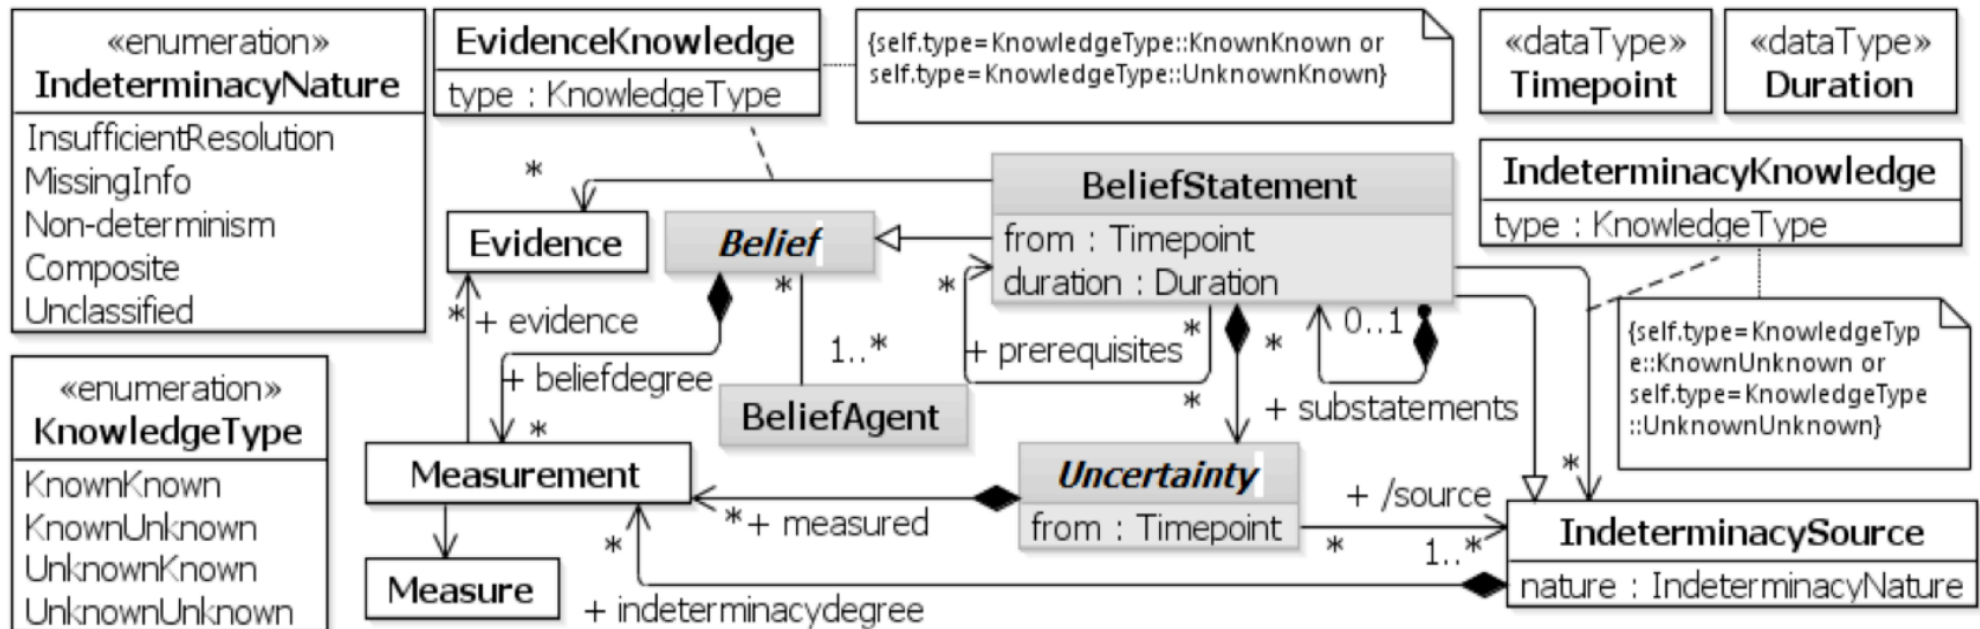 «enumeration»
IndeterminacyNature
InsufficientResolution
MissingInfo
Non-determinism
Composite
Unclassified
«enumeration»
KnowledgeType
KnownKnown
KnownUnknown
UnknownKnown
UnknownUnknown
EvidenceKnowledge
type : KnowledgeType
{self.type=KnowledgeType::KnownKnown or
self.type=KnowledgeType::UnknownKnown}
«dataType»
Timepoint
«dataType»
Duration
IndeterminacyKnowledge
type : KnowledgeType
{self.type=KnowledgeTyp
e::KnownUnknown or
self.type=KnowledgeType
::UnknownUnknown}
*
Evidence
Belief
BeliefStatement
from : Timepoint
duration : Duration
*
*
* + evidence
1..*
+ prerequisites
*
*
0..1
+ beliefdegree
*
BeliefAgent
*
+ substatements
*
Measurement
Uncertainty
from : Timepoint
* + measured
+ /source
*
1..*
IndeterminacySource
nature : IndeterminacyNature
*
Measure
+ indeterminacydegree